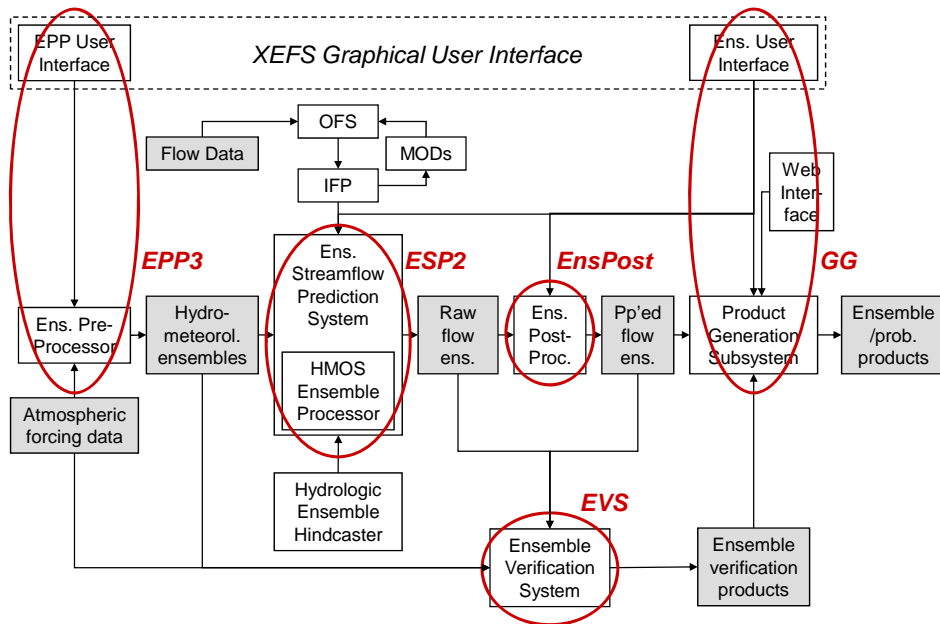 EPP User
Interface
XEFS Graphical User Interface
Ens. User
Interface
OFS
Flow Data
MODs
IFP
Web
Inter-
face
EPP3
Ens.
Streamflow
Prediction
System
ESP2
EnsPost
GG
Ens. Pre-
Processor
Hydro-
meteorol.
ensembles
HMOS
Ensemble
Processor
Raw
flow
ens.
Ens.
Post-
Proc.
Pp'ed
flow
ens.
Product
Generation
Subsystem
Ensemble
/prob.
products
Atmospheric
forcing data
Hydrologic
Ensemble
Hindcaster
EVS
Ensemble
Verification
System
Ensemble
verification
products